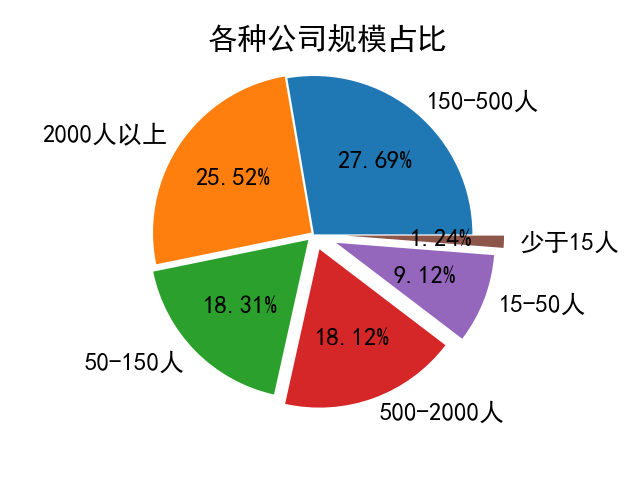 各种公司规模占比
150-500人
27.69%
2000人以上
25.52%
50-150人
18.31%
500-2000人
18.12%
15-50人
9.12%
少于15人
1.24%